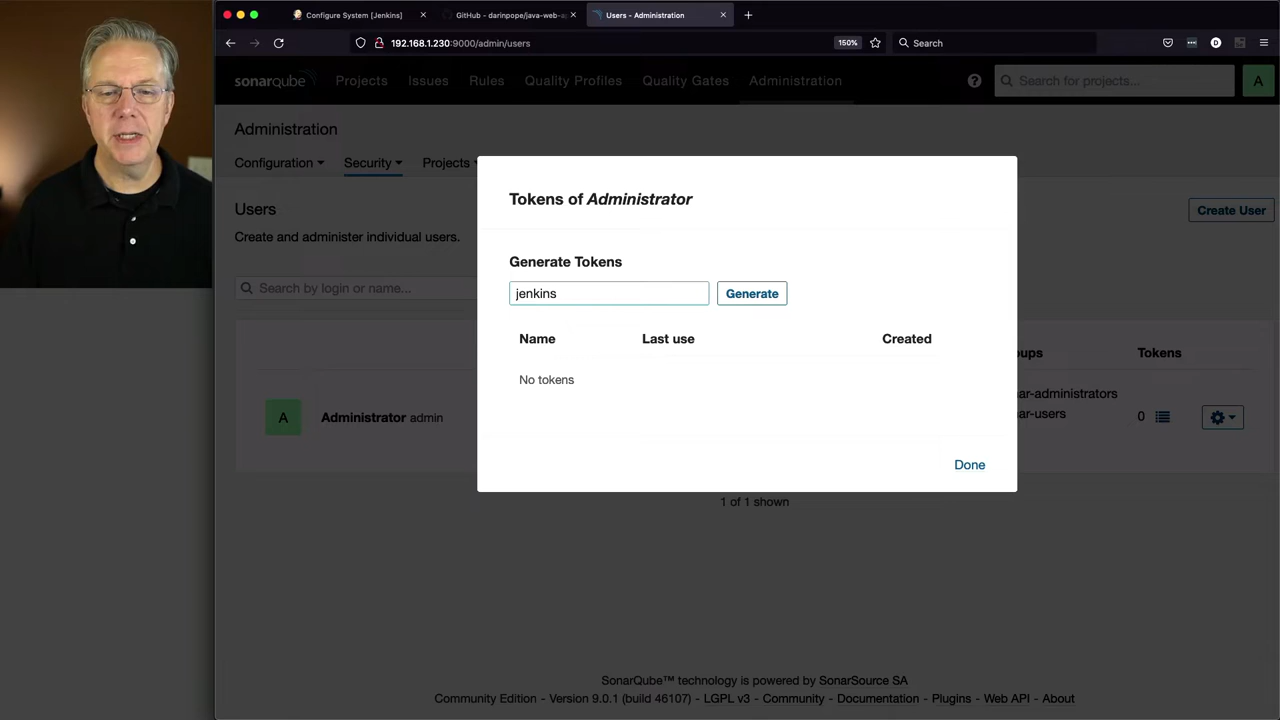 Configure System [Jenkins]
GitHub - darinpope/java-web-ap
Users - Administration
192.168.1.230:9000/admin/users
150%
Search
sonarqube
Projects
Issues
Rules
Quality Profiles
Quality Gates
Administration
Search for projects...
A
Administration
Configuration
Security
Projects
Users
Create User
Create and administer individual users.
Search by login or name...
Tokens of Administrator
Generate Tokens
jenkins
Generate
Name
Last use
Created
No tokens
Done
oups
Tokens
A
Administrator admin
ar-administrators
ar-users
0
1 of 1 shown
SonarQube™ technology is powered by SonarSource SA
Community Edition - Version 9.0.1 (build 46107) - LGPL v3 - Community - Documentation - Plugins - Web API - About